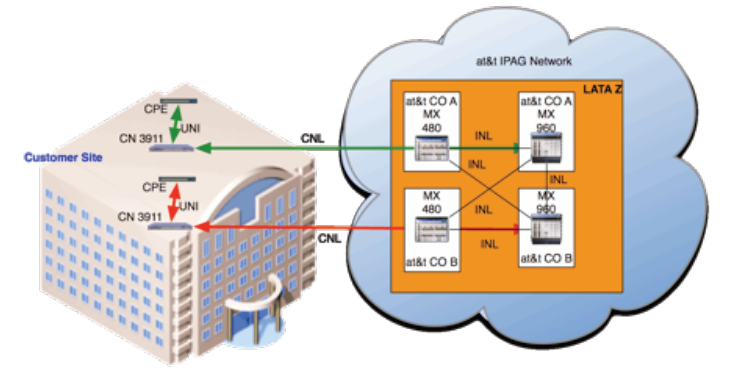 at&t IPAG Network
LATA Z
at&t CO A
MX
480
at&t CO A
MX
960
CPE
UNI
CN 3911
CNL
INL
INL
Customer Site
INL
CPE
UNI
CN 3911
CNL
MX
480
at&t CO B
INL
INL
MX
960
at&t CO B